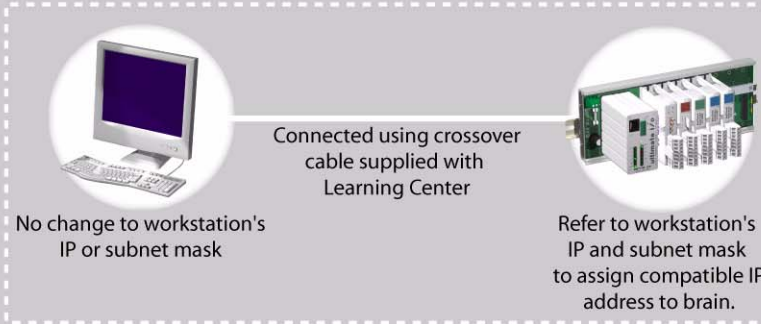 Connected using crossover
cable supplied with
Learning Center
No change to workstation's
IP or subnet mask
ultimate i/o
Refer to workstation's
IP and subnet mask
to assign compatible IP
address to brain.